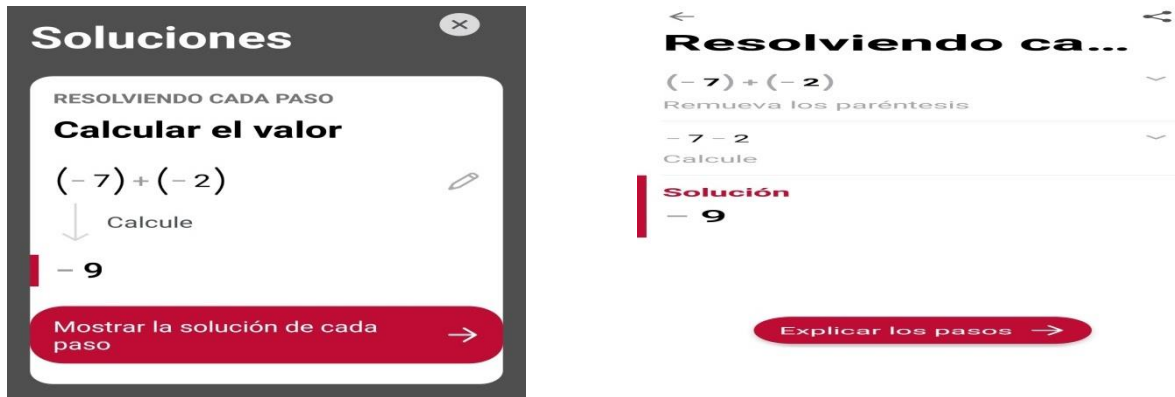 Soluciones
RESOLVIENDO CADA PASO
Calcular el valor
(– 7) + (– 2)
Calcule
– 9
Mostrar la solución de cada
paso
Resolviendo ca...
(– 7) + (– 2)
Remueva los paréntesis
– 7 – 2
Calcule
Solución
– 9
Explicar los pasos